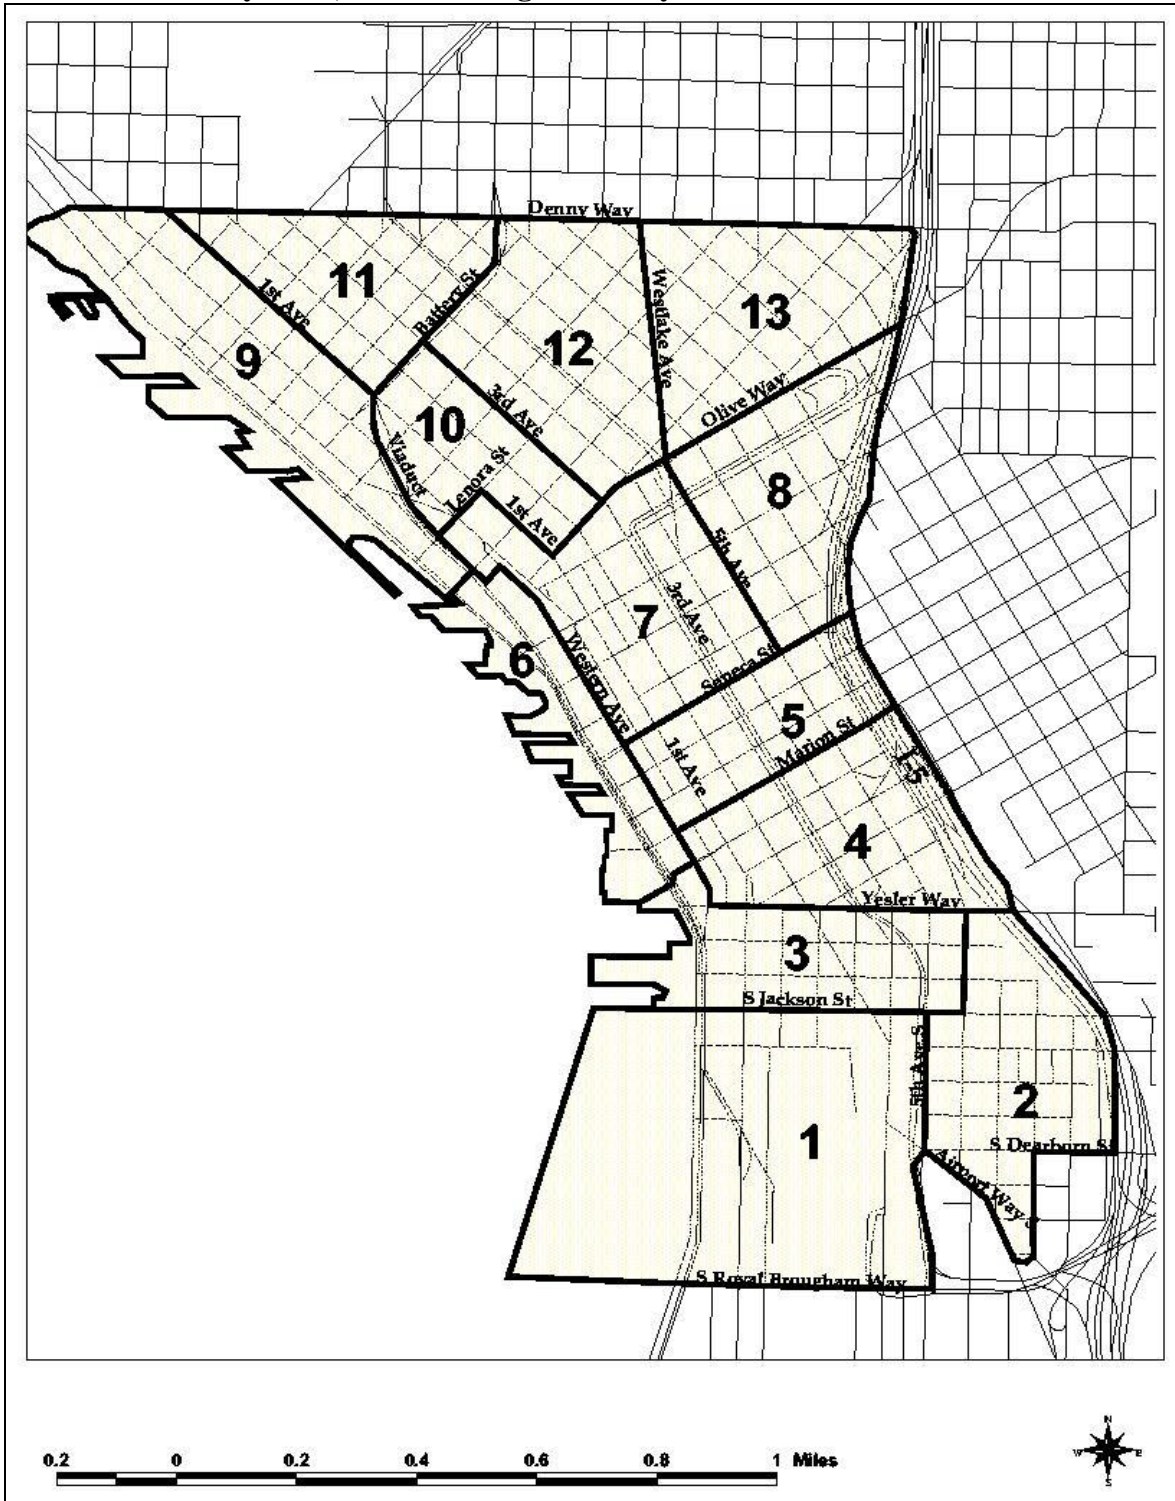 Denny Way
11
1st Ave
Battery St
Westlake Ave
13
9
12
10
3rd Ave
Olive Way
Viaduct
Lenora St
1st Ave
8
5th Ave
3rd Ave
7
6
Western Ave
Seneca St
5
1st Ave
Marion St
I-5
4
Yesler Way
3
S Jackson St
5th Ave S
2
1
S Dearborn St
Airport Way S
S Royal Brougham Way
0.2 0 0.2 0.4 0.6 0.8 1 Miles
N
W E
S